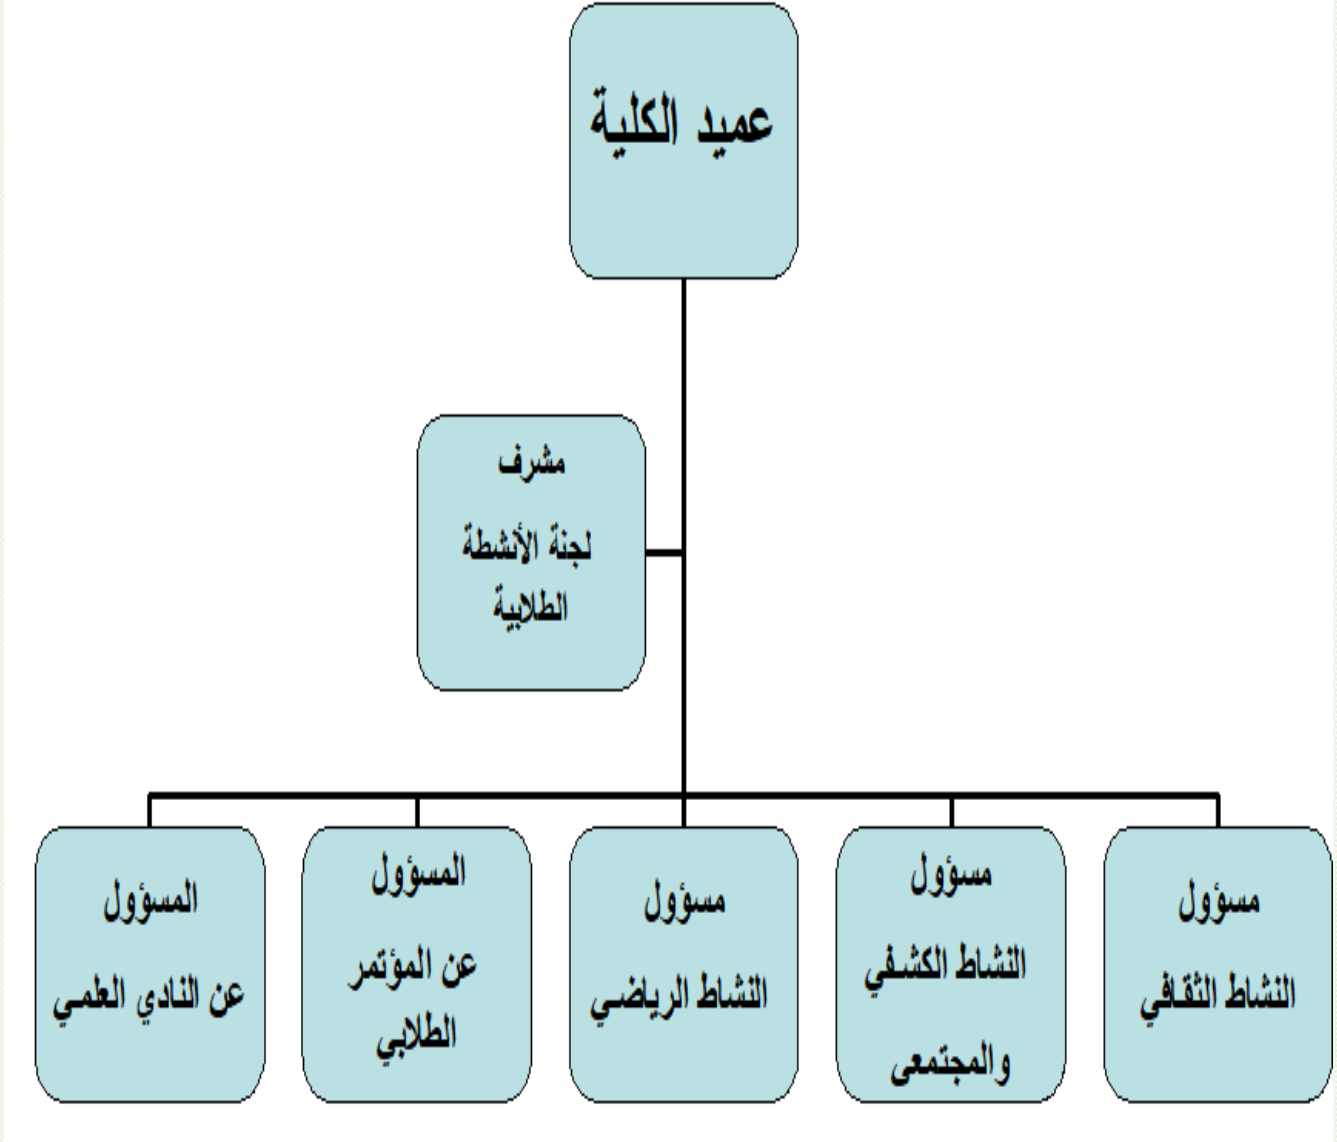 عميد الكلية
مشرف
لجنة الأنشطة
الطلابية
مسؤول
النشاط الثقافي
مسؤول
النشاط الكشفي
والمجتمعى
مسؤول
النشاط الرياضي
المسؤول
عن المؤتمر
الطلابي
المسؤول
عن النادي العلمي